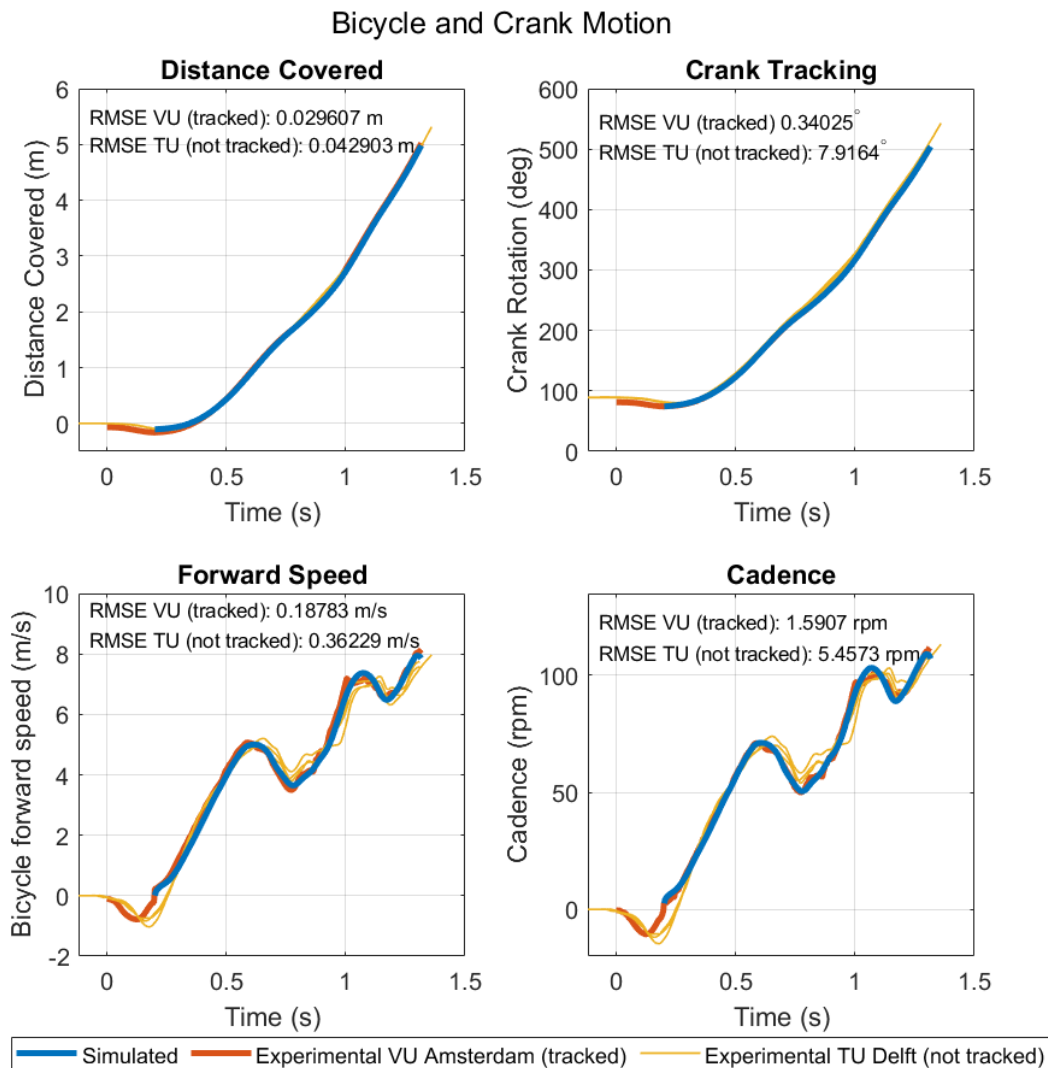 Bicycle and Crank Motion
Distance Covered
RMSE VU (tracked): 0.029607 m
RMSE TU (not tracked): 0.042903 m
Distance Covered (m)
6
5
4
3
2
1
0
0
0.5
1
1.5
Time (s)
Crank Tracking
RMSE VU (tracked) 0.34025°
RMSE TU (not tracked): 7.9164°
Crank Rotation (deg)
600
500
400
300
200
100
0
0
0.5
1
1.5
Time (s)
Forward Speed
RMSE VU (tracked): 0.18783 m/s
RMSE TU (not tracked): 0.36229 m/s
Bicycle forward speed (m/s)
10
8
6
4
2
0
-2
0
0.5
1
1.5
Time (s)
Cadence
RMSE VU (tracked): 1.5907 rpm
RMSE TU (not tracked): 5.4573 rpm
Cadence (rpm)
100
50
0
0
0.5
1
1.5
Time (s)
Simulated
Experimental VU Amsterdam (tracked)
Experimental TU Delft (not tracked)